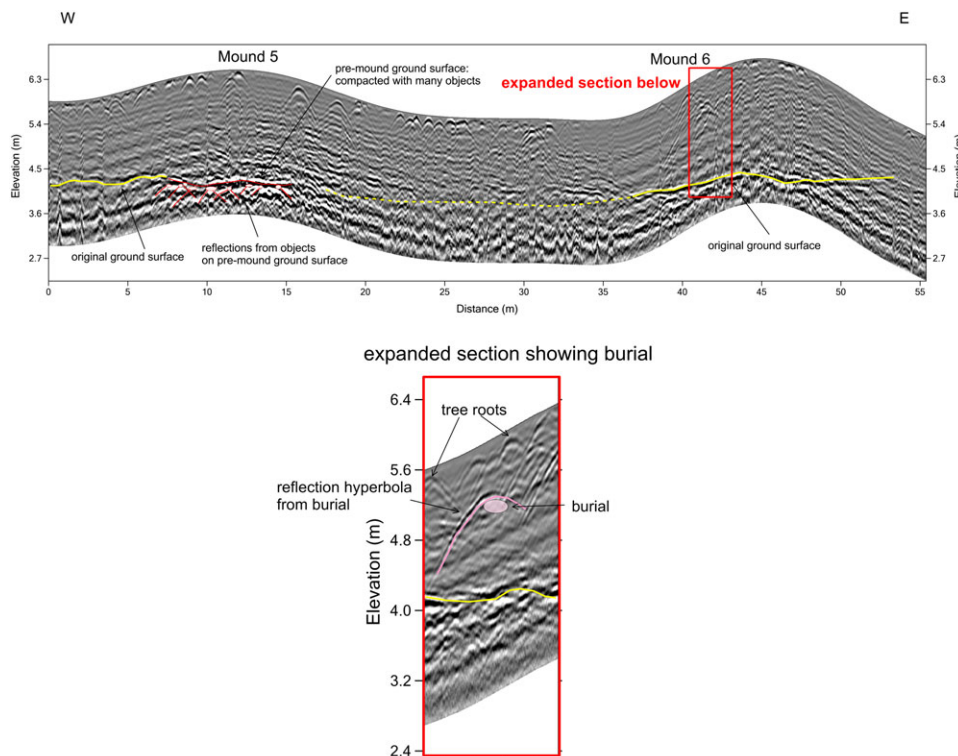 W
E
Mound 5
pre-mound ground surface:
compacted with many objects
Mound 6
expanded section below
6.3
5.4
4.5
3.6
2.7
Elevation (m)
6.3
5.4
4.5
3.6
2.7
Elevation (m)
original ground surface
reflections from objects
on pre-mound ground surface
original ground surface
0 5 10 15 20 25 30 35 40 45 50 55
Distance (m)
expanded section showing burial
6.4
5.6
4.8
4.0
3.2
2.4
Elevation (m)
tree roots
reflection hyperbola
from burial
burial